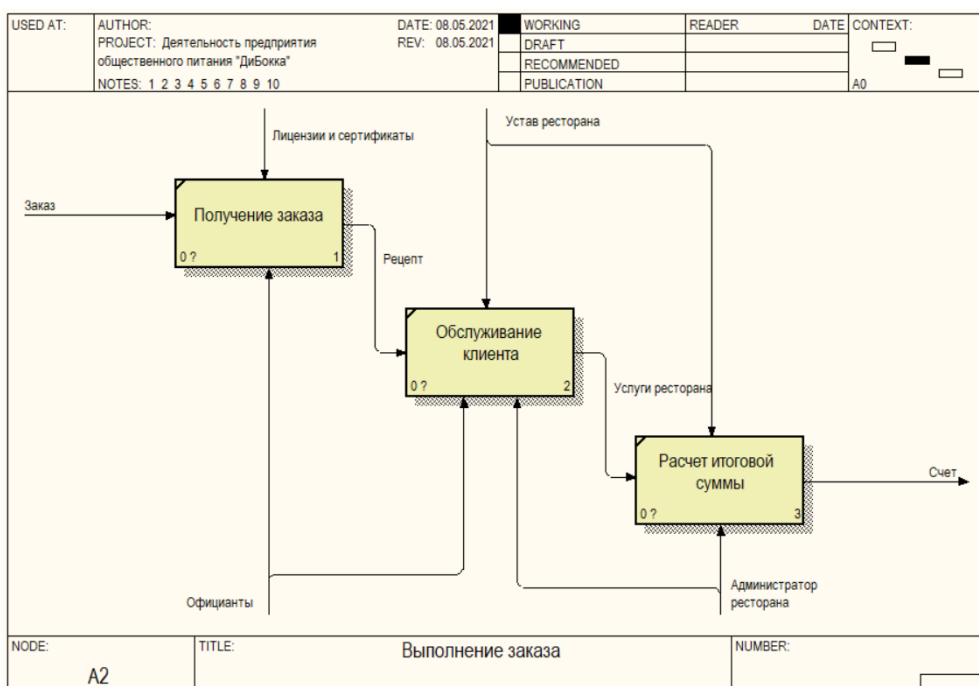 USED AT:
AUTHOR:
DATE: 08.05.2021
PROJECT: Деятельность предприятия
REV: 08.05.2021
общественного питания "ДиБокка"
NOTES: 1 2 3 4 5 6 7 8 9 10
WORKING
DRAFT
RECOMMENDED
PUBLICATION
READER
DATE
CONTEXT:
A0
Устав ресторана
Лицензии и сертификаты
Заказ
Получение заказа
0 ?
1
Рецепт
Обслуживание
клиента
0 ?
2
Услуги ресторана
Расчет итоговой
суммы
0 ?
3
Счет
Официанты
Администратор
ресторана
NODE:
A2
TITLE:
Выполнение заказа
NUMBER: